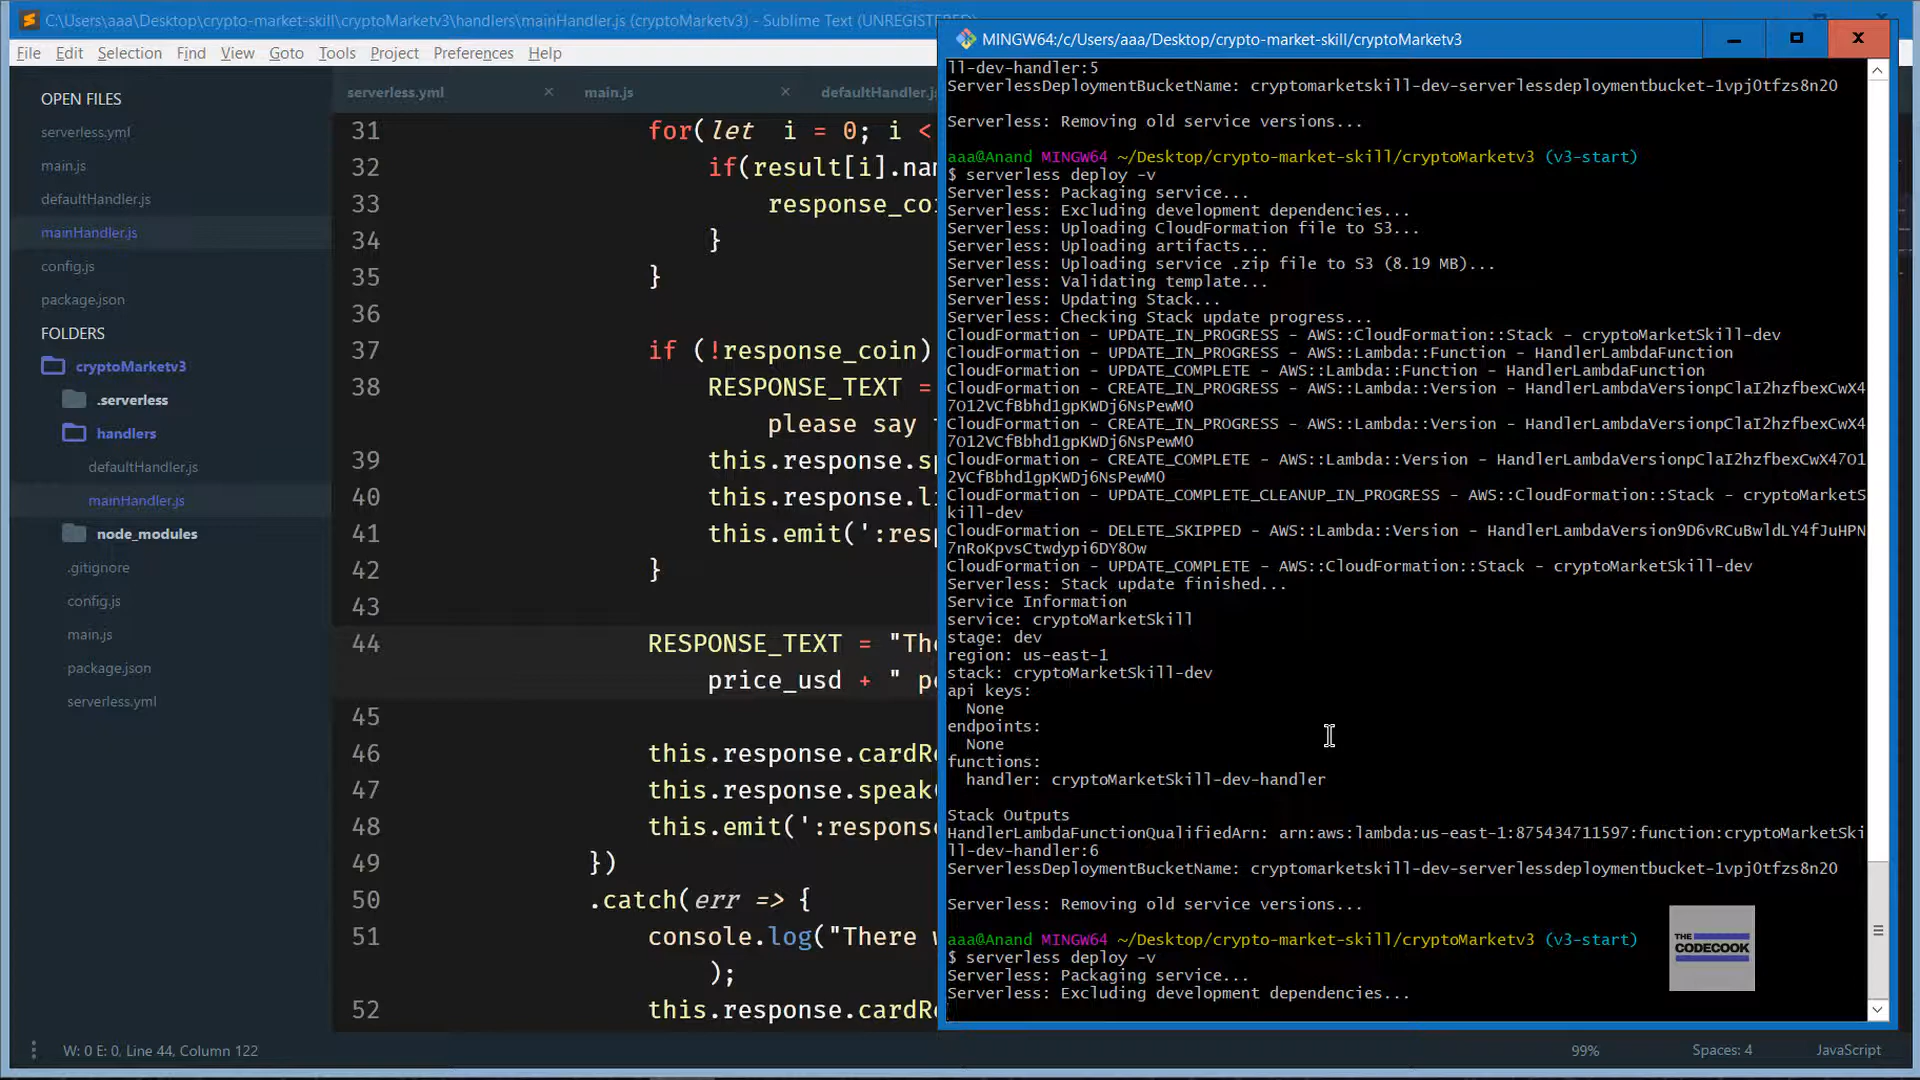 C:\Users\aaa\Desktop\crypto-market-skill\cryptoMarketv3\handlers\mainHandler.js (cryptoMarketv3) - Sublime Text (UNREGISTERED)
File Edit Selection Find View Goto Tools Project Preferences Help
OPEN FILES
serverless.yml
main.js
defaultHandler.js
mainHandler.js
config.js
package.json
FOLDERS
cryptoMarketv3
.serverless
handlers
defaultHandler.js
mainHandler.js
node_modules
.gitignore
config.js
main.js
package.json
serverless.yml
serverless.yml × main.js × defaultHandler.js
31 for(let i = 0; i <
32 if(result[i].nam
33 response_coi
34 }
35 }
36
37 if (!response_coin)
38 RESPONSE_TEXT =
please say
39 this.response.sp
40 this.response.li
41 this.emit(':resp
42 }
43
44 RESPONSE_TEXT = "The
price_usd + " pe
45
46 this.response.cardRe
47 this.response.speak(
48 this.emit(':response
49 })
50 .catch(err => {
51 console.log("There w
);
52 this.response.cardRe
W: 0 E: 0, Line 44, Column 122
99%
Spaces: 4
JavaScript
MINGW64:/c/Users/aaa/Desktop/crypto-market-skill/cryptoMarketv3
ll-dev-handler:5
ServerlessDeploymentBucketName: cryptomarketskill-dev-serverlessdeploymentbucket-1vpj0tfzs8n20
Serverless: Removing old service versions...
aaa@Anand MINGW64 ~/Desktop/crypto-market-skill/cryptoMarketv3 (v3-start)
$ serverless deploy -v
Serverless: Packaging service...
Serverless: Excluding development dependencies...
Serverless: Uploading CloudFormation file to S3...
Serverless: Uploading artifacts...
Serverless: Uploading service .zip file to S3 (8.19 MB)...
Serverless: Validating template...
Serverless: Updating Stack...
Serverless: Checking Stack update progress...
CloudFormation - UPDATE_IN_PROGRESS - AWS::CloudFormation::Stack - cryptoMarketSkill-dev
CloudFormation - UPDATE_IN_PROGRESS - AWS::Lambda::Function - HandlerLambdaFunction
CloudFormation - UPDATE_COMPLETE - AWS::Lambda::Function - HandlerLambdaFunction
CloudFormation - CREATE_IN_PROGRESS - AWS::Lambda::Version - HandlerLambdaVersionpClaI2hzfbexCwX4
7O12VCfBbhd1gpKWDj6NsPewMO
CloudFormation - CREATE_IN_PROGRESS - AWS::Lambda::Version - HandlerLambdaVersionpClaI2hzfbexCwX4
7O12VCfBbhd1gpKWDj6NsPewMO
CloudFormation - CREATE_COMPLETE - AWS::Lambda::Version - HandlerLambdaVersionpClaI2hzfbexCwX47O1
2VCfBbhd1gpKWDj6NsPewMO
CloudFormation - UPDATE_COMPLETE_CLEANUP_IN_PROGRESS - AWS::CloudFormation::Stack - cryptoMarketS
kill-dev
CloudFormation - DELETE_SKIPPED - AWS::Lambda::Version - HandlerLambdaVersion9D6vRCuBwldLY4fJuHPN
7nRoKpvsCtwdypi6DY8Ow
CloudFormation - UPDATE_COMPLETE - AWS::CloudFormation::Stack - cryptoMarketSkill-dev
Serverless: Stack update finished...
Service Information
service: cryptoMarketSkill
stage: dev
region: us-east-1
stack: cryptoMarketSkill-dev
api keys:
None
endpoints:
None
functions:
handler: cryptoMarketSkill-dev-handler
Stack Outputs
HandlerLambdaFunctionQualifiedArn: arn:aws:lambda:us-east-1:875434711597:function:cryptoMarketSki
ll-dev-handler:6
ServerlessDeploymentBucketName: cryptomarketskill-dev-serverlessdeploymentbucket-1vpj0tfzs8n20
Serverless: Removing old service versions...
aaa@Anand MINGW64 ~/Desktop/crypto-market-skill/cryptoMarketv3 (v3-start)
$ serverless deploy -v
Serverless: Packaging service...
Serverless: Excluding development dependencies...
THE
CODECOOK